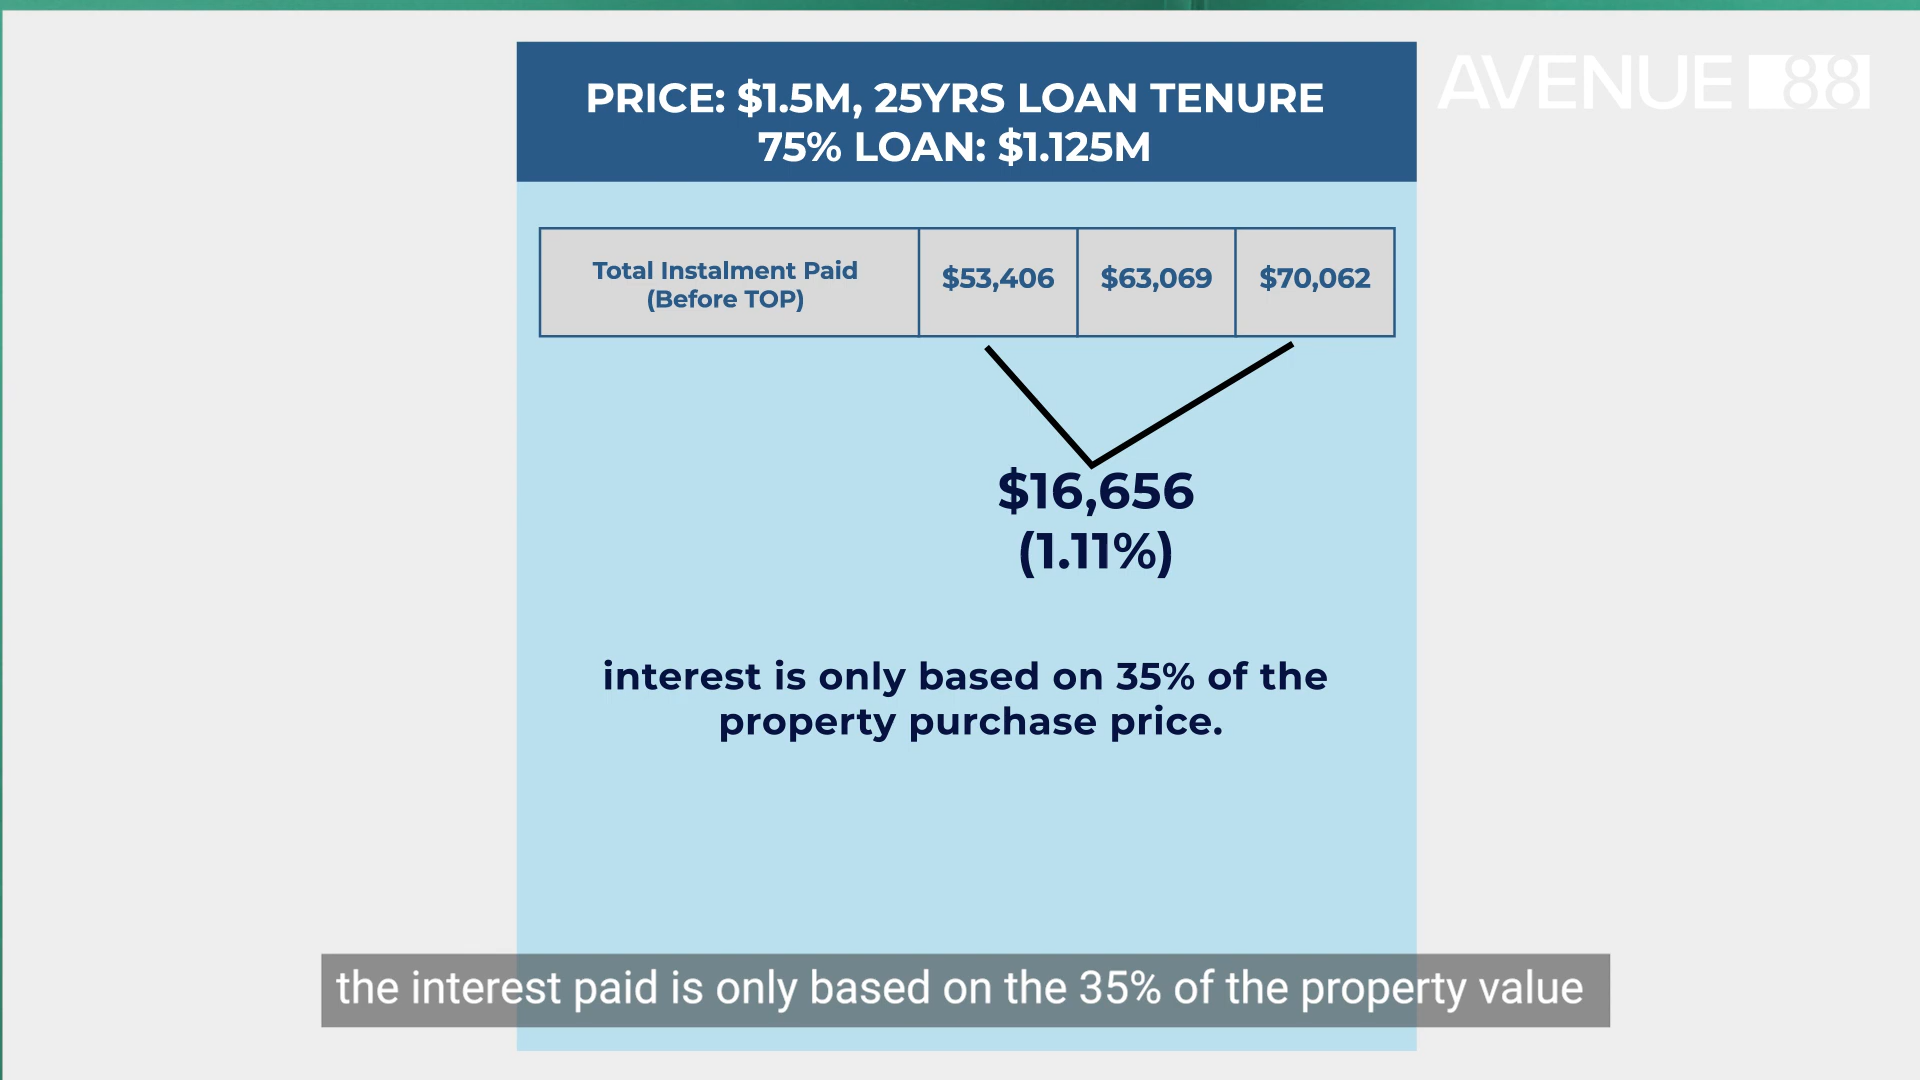 AVENUE 88
PRICE: $1.5M, 25YRS LOAN TENURE
75% LOAN: $1.125M
Total Instalment Paid
(Before TOP)
$53,406
$63,069
$70,062
$16,656
(1.11%)
interest is only based on 35% of the
property purchase price.
the interest paid is only based on the 35% of the property value